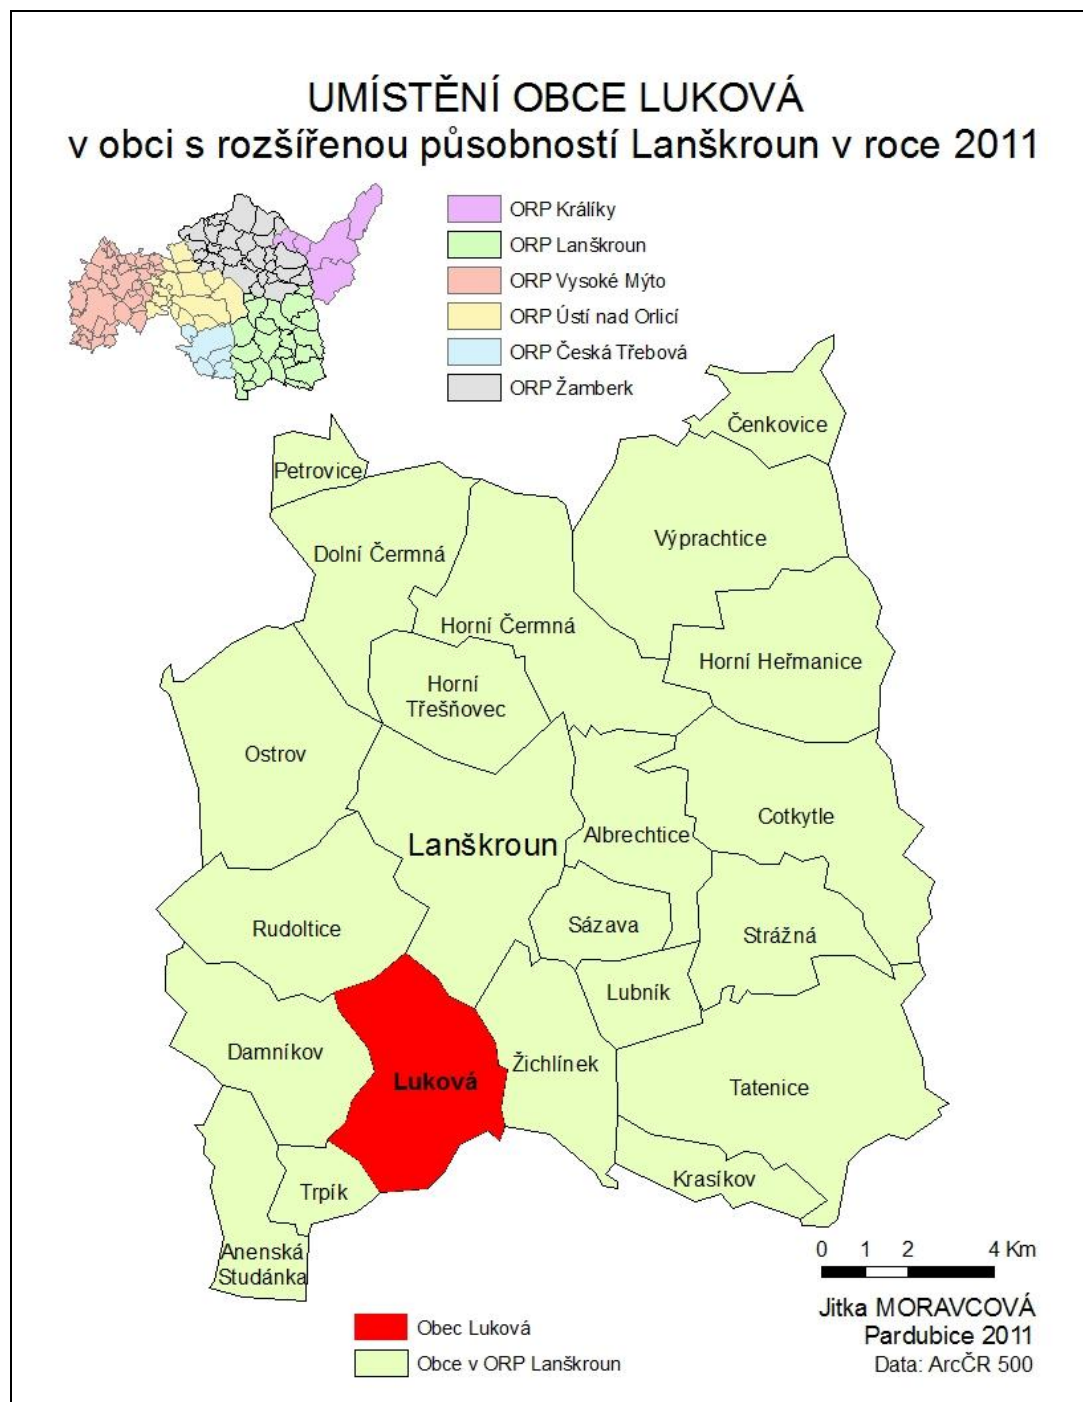 UMÍSTĚNÍ OBCE LUKOVÁ
v obci s rozšířenou působností Lanškroun v roce 2011
ORP Králíky
ORP Lanškroun
ORP Vysoké Mýto
ORP Ústí nad Orlicí
ORP Česká Třebová
ORP Žamberk
Čenkovice
Petrovice
Výprachtice
Dolní Čermná
Horní Čermná
Horní Heřmanice
Horní
Třešňovec
Ostrov
Cotkytle
Albrechtice
Lanškroun
Sázava
Rudoltice
Strážná
Lubník
Damníkov
Žichlínek
Luková
Tatenice
Krasíkov
Trpík
Anenská
Studánka
0 1 2 4 Km
Jitka MORAVCOVÁ
Pardubice 2011
Data: ArcČR 500
Obec Luková
Obce v ORP Lanškroun